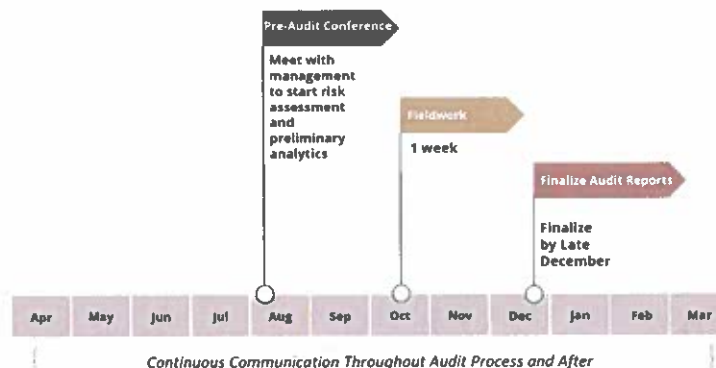 Pre-Audit Conference
Meet with
management
to start risk
assessment
and
preliminary
analytics
Fieldwork
1 week
Finalize Audit Reports
Finalize
by Late
December
Apr May Jun Jul Aug Sep Oct Nov Dec Jan Feb Mar
Continuous Communication Throughout Audit Process and After